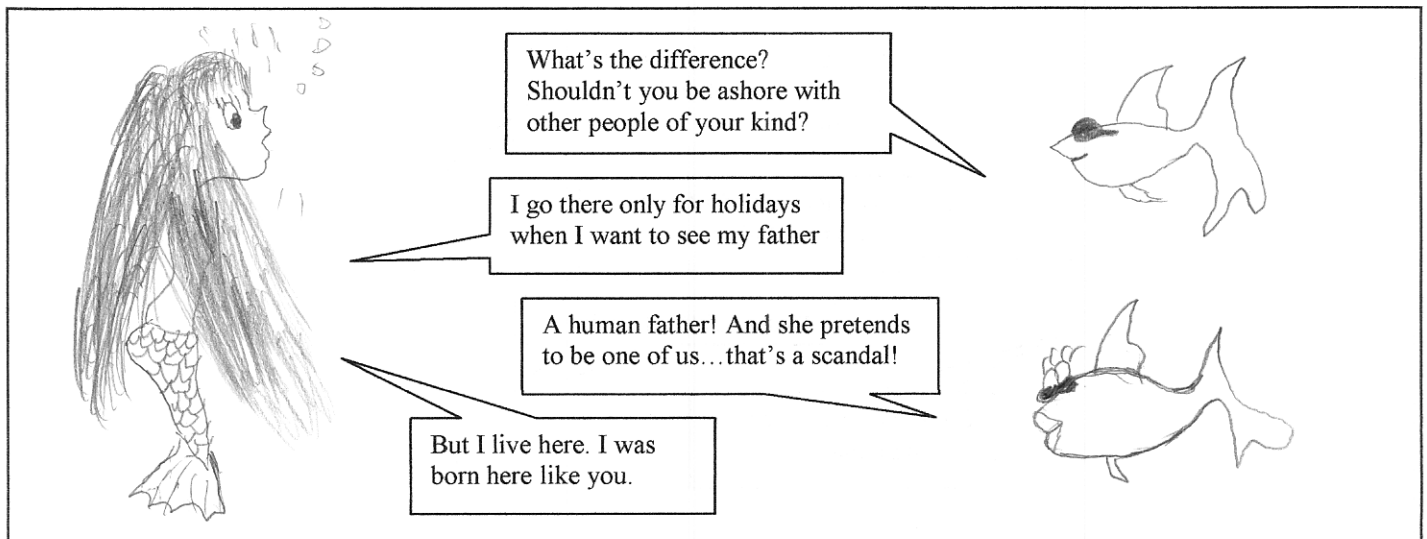 What's the difference?
Shouldn't you be ashore with
other people of your kind?
I go there only for holidays
when I want to see my father
A human father! And she pretends
to be one of us…that's a scandal!
But I live here. I was
born here like you.